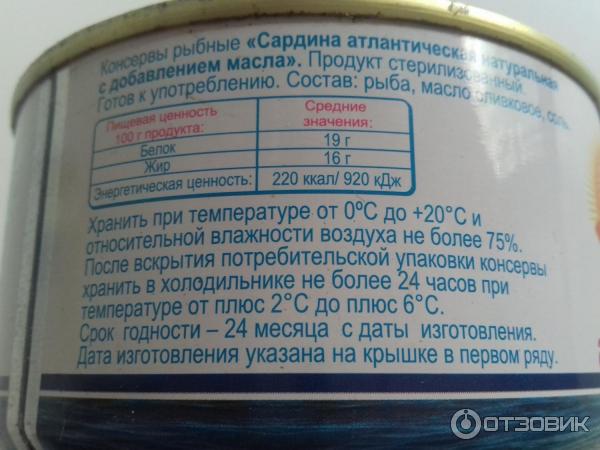 Консервы рыбные «Сардина атлантическая натуральная
с добавлением масла». Продукт стерилизованный.
Готов к употреблению. Состав: рыба, масло оливковое, соль.
Пищевая ценность 100 г продукта: Средние значения:
Белок 19 г
Жир 16 г
Энергетическая ценность: 220 ккал/ 920 кДж
Хранить при температуре от 0°C до +20°C и
относительной влажности воздуха не более 75%.
После вскрытия потребительской упаковки консервы
хранить в холодильнике не более 24 часов при
температуре от плюс 2°C до плюс 6°C.
Срок годности – 24 месяца с даты изготовления.
Дата изготовления указана на крышке в первом ряду.
ОТЗОВИК